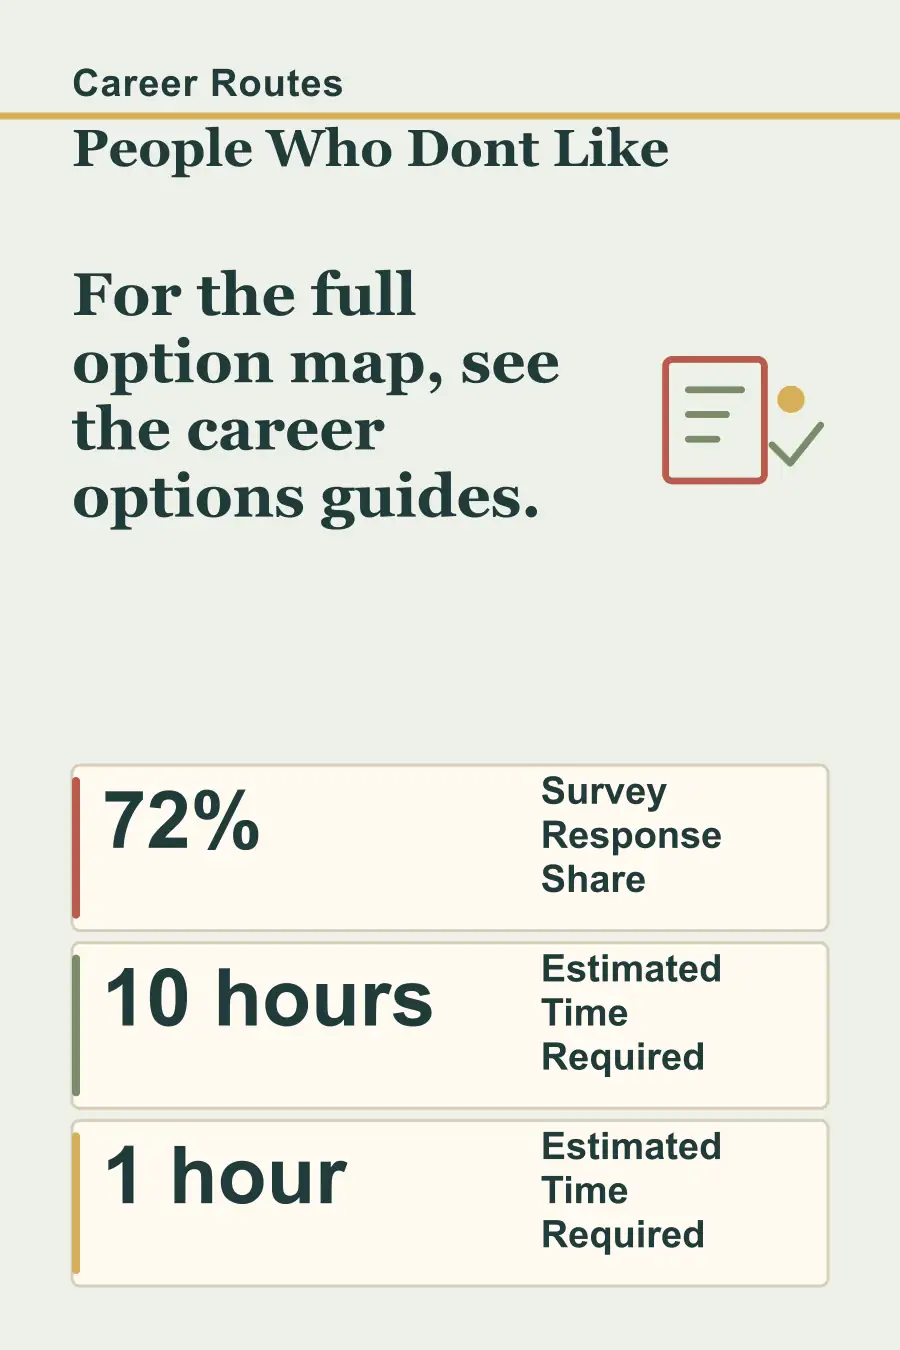 Career Routes
People Who Dont Like
For the full
option map, see
the career
options guides.
72%
Survey
Response
Share
10 hours
Estimated
Time
Required
1 hour
Estimated
Time
Required